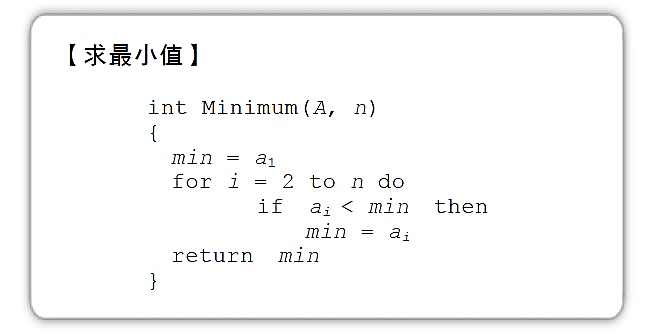 【求最小值】
int Minimum(A, n)
{
min = a₁
for i = 2 to n do
if aᵢ < min then
min = aᵢ
return min
}